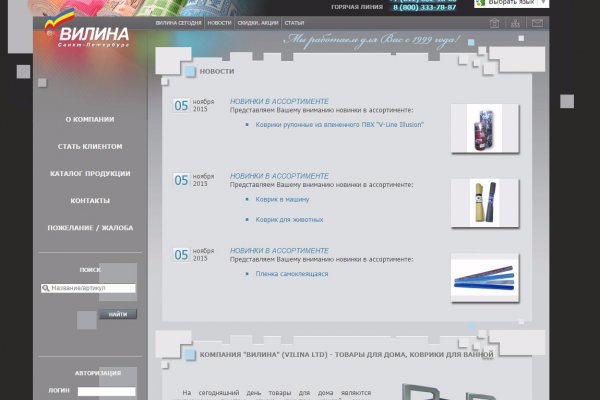 ГОРЯЧАЯ ЛИНИЯ
8 (800) 333-78-87
Выбрать язык
ВИЛИНА
Санкт-Петербург
ВИЛИНА СЕГОДНЯ
НОВОСТИ
СКИДКИ, АКЦИИ
СТАТЬИ
Мы работаем для Вас с 1999 года!
О КОМПАНИИ
СТАТЬ КЛИЕНТОМ
КАТАЛОГ ПРОДУКЦИИ
КОНТАКТЫ
ПОЖЕЛАНИЕ / ЖАЛОБА
ПОИСК
Название/артикул
НАЙТИ
АВТОРИЗАЦИЯ
ЛОГИН
НОВОСТИ
05 ноября 2015
НОВИНКИ В АССОРТИМЕНТЕ
Представляем Вашему вниманию новинки в ассортименте:
Коврики рулонные из вспененного ПВХ "V-Line Illusion"
05 ноября 2015
НОВИНКИ В АССОРТИМЕНТЕ
Представляем Вашему вниманию новинки в ассортименте:
Коврик в машину
Коврик для животных
05 ноября 2015
НОВИНКИ В АССОРТИМЕНТЕ
Представляем Вашему вниманию новинки в ассортименте:
Пленка самоклеящаяся
КОМПАНИЯ "ВИЛИНА" (VILINA LTD) - ТОВАРЫ ДЛЯ ДОМА, КОВРИКИ ДЛЯ ВАННОЙ
На сегодняшний день товары для дома являются